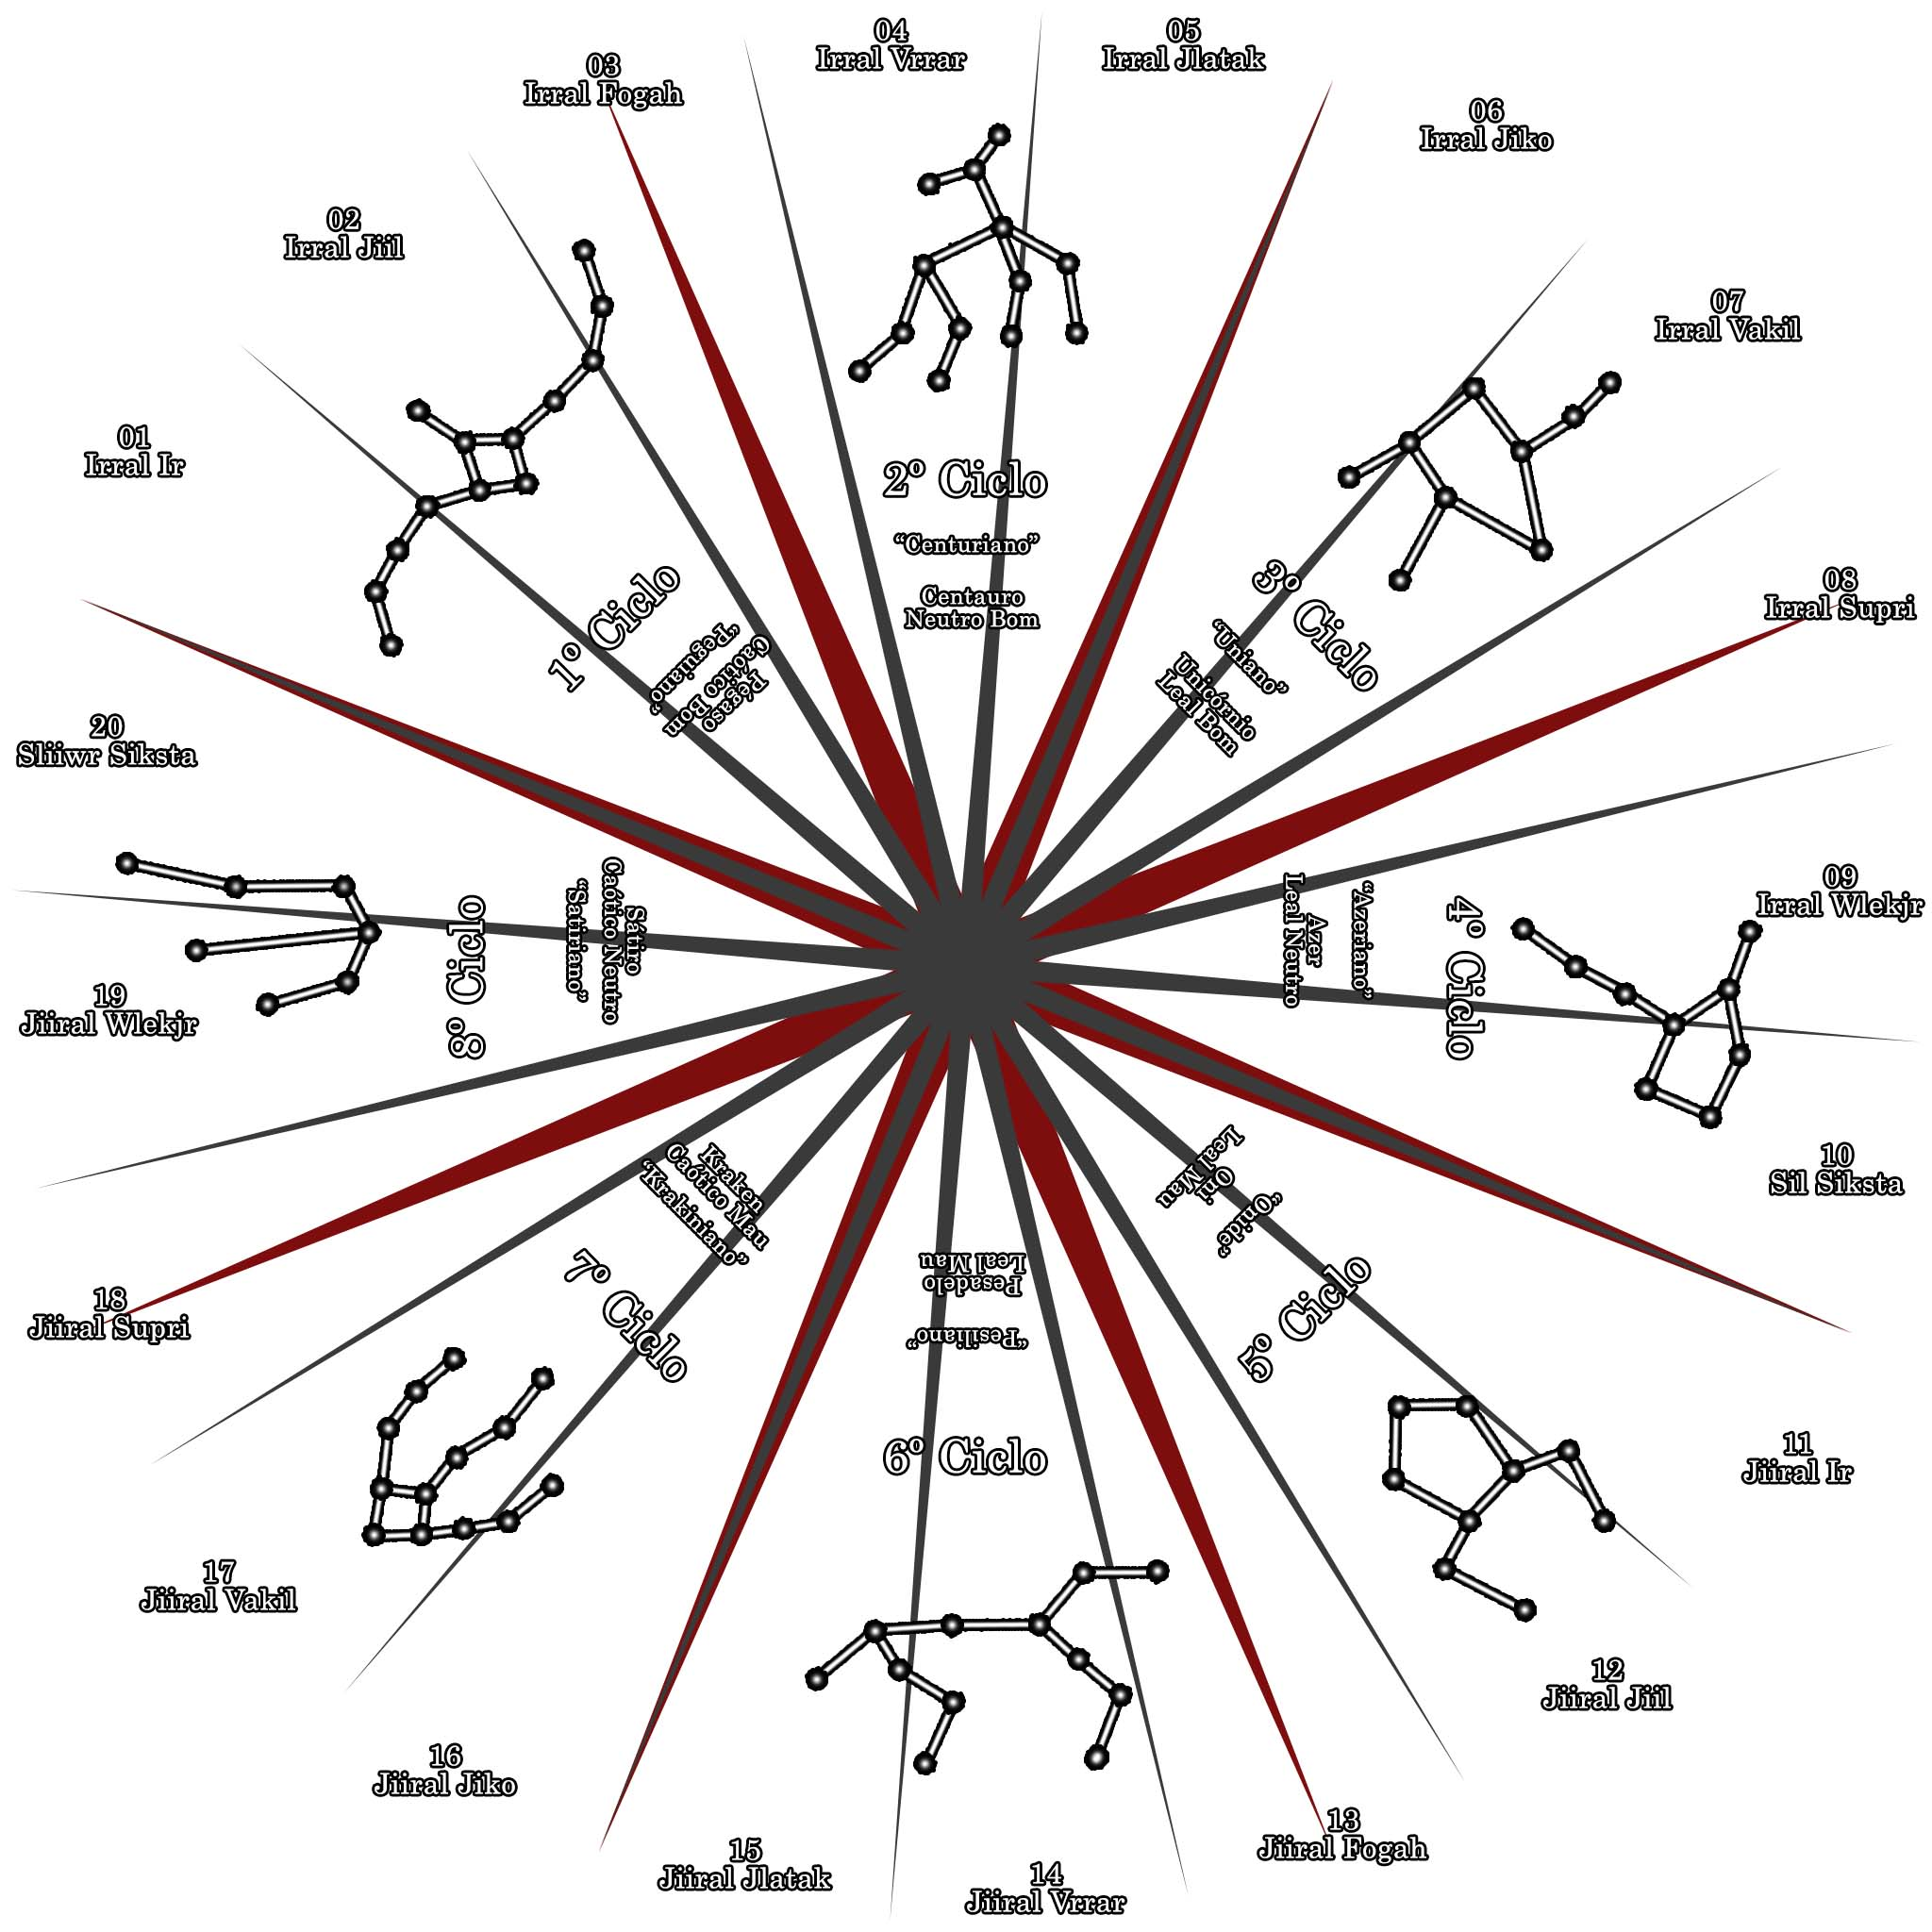 01
Irral Ir
02
Irral Jiil
03
Irral Fogah
04
Irral Vrrar
05
Irral Jlatak
06
Irral Jiko
07
Irral Vakil
08
Irral Supri
09
Irral Wlekjr
10
Sil Siksta
11
Jiiral Ir
12
Jiiral Jiil
13
Jiiral Fogah
14
Jiiral Vrrar
15
Jiiral Jlatak
16
Jiiral Jiko
17
Jiiral Vakil
18
Jiiral Supri
19
Jiiral Wlekjr
20
Sliiwr Siksta
1º Ciclo
“Peguiano”
Pégaso
Caótico Bom
2º Ciclo
“Centuriano”
Centauro
Neutro Bom
3º Ciclo
“Uniano”
Unicórnio
Leal Bom
4º Ciclo
“Azeriano”
Azer
Leal Neutro
5º Ciclo
“Onide”
Oni
Leal Mau
6º Ciclo
“Pesiliano”
Pesadelo
Leal Mau
7º Ciclo
“Krakiniano”
Kraken
Caótico Mau
8º Ciclo
“Satiriano”
Sátiro
Caótico Neutro